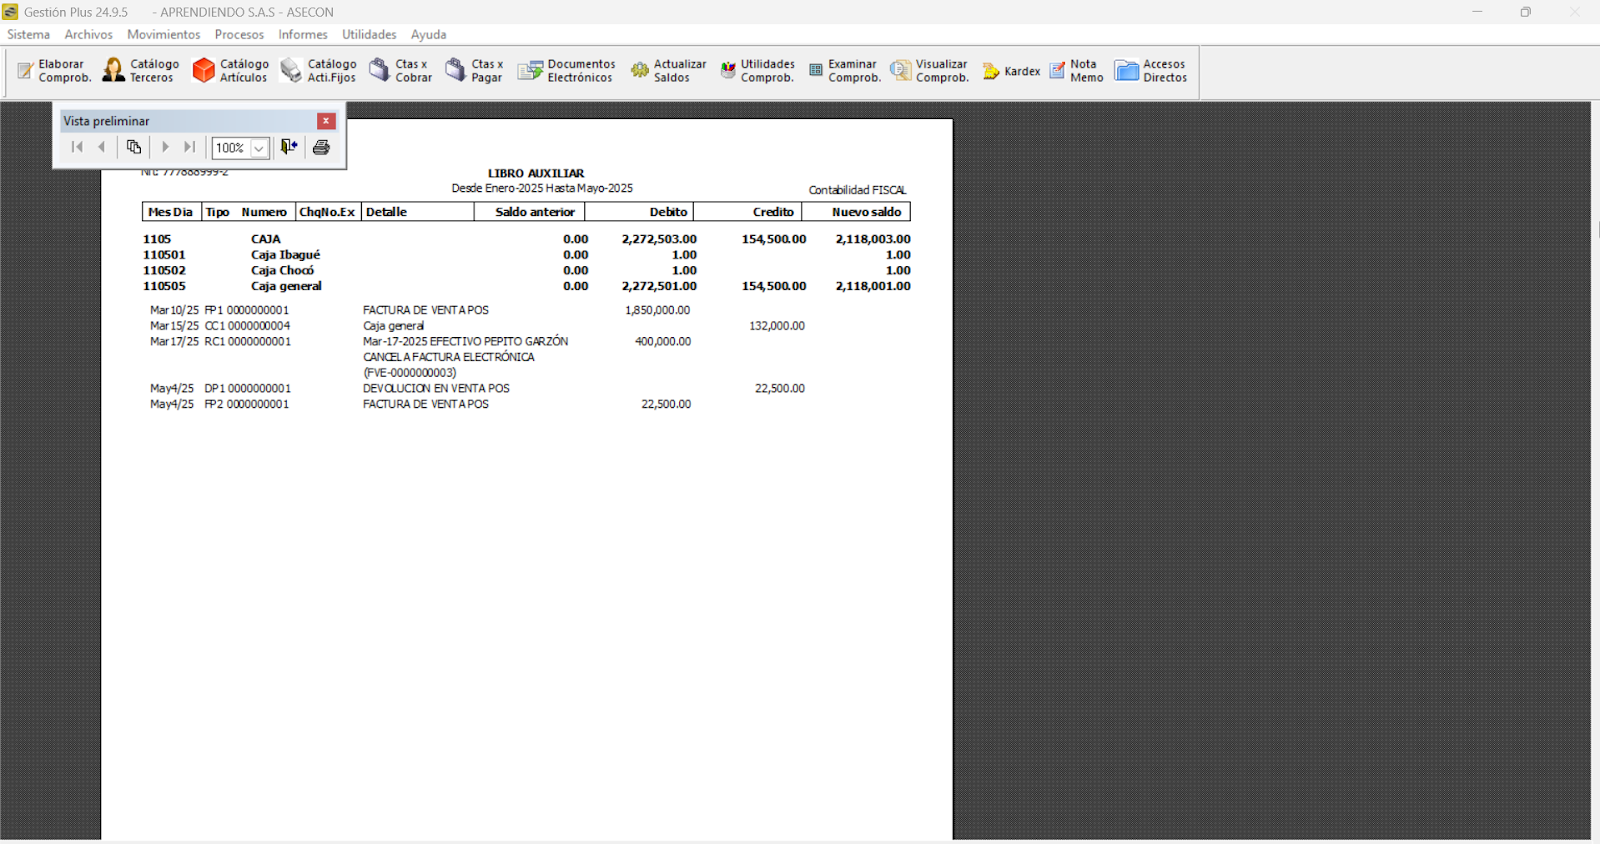 Gestión Plus 24.9.5 - APRENDIENDO S.A.S - ASECON
Sistema Archivos Movimientos Procesos Informes Utilidades Ayuda
Elaborar Comprob.
Catálogo Terceros
Catálogo Artículos
Catálogo Acti.Fijos
Ctas x Cobrar
Ctas x Pagar
Documentos Electrónicos
Actualizar Saldos
Utilidades Comprob.
Examinar Comprob.
Visualizar Comprob.
Kardex
Nota Memo
Accesos Directos
Vista preliminar
100%
Nit: 777888999-2
LIBRO AUXILIAR
Desde Enero-2025 Hasta Mayo-2025
Contabilidad FISCAL
Mes Dia Tipo Numero ChqNo.Ex Detalle Saldo anterior Debito Credito Nuevo saldo
1105 CAJA 0.00 2,272,503.00 154,500.00 2,118,003.00
110501 Caja Ibagué 0.00 1.00 1.00
110502 Caja Chocó 0.00 1.00 1.00
110505 Caja general 0.00 2,272,501.00 154,500.00 2,118,001.00
Mar10/25 FP1 0000000001 FACTURA DE VENTA POS 1,850,000.00
Mar15/25 CC1 0000000004 Caja general 132,000.00
Mar17/25 RC1 0000000001 Mar-17-2025 EFECTIVO PEPITO GARZÓN 400,000.00
CANCELA FACTURA ELECTRÓNICA
(FVE-0000000003)
May4/25 DP1 0000000001 DEVOLUCION EN VENTA POS 22,500.00
May4/25 FP2 0000000001 FACTURA DE VENTA POS 22,500.00